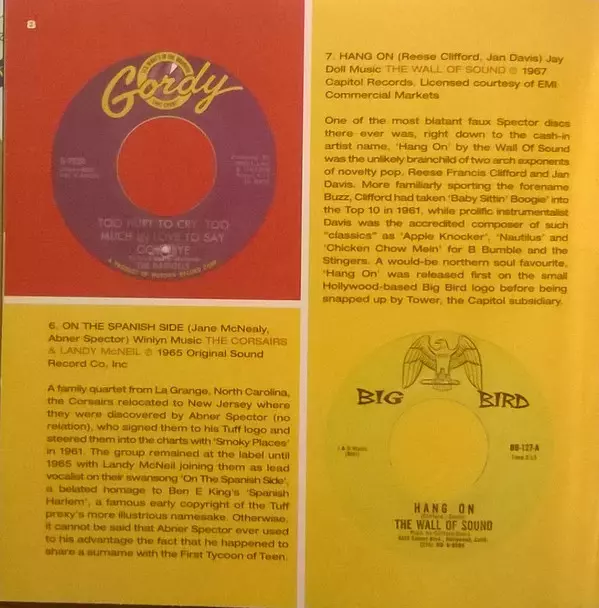 8
Gordy
TOO HURT TO CRY, TOO
MUCH IN LOVE TO SAY
GOODBYE
6. ON THE SPANISH SIDE (Jane McNealy,
Abner Spector) Winlyn Music THE CORSAIRS
& LANDY McNEIL ℗ 1965 Original Sound
Record Co, Inc
A family quartet from La Grange, North Carolina,
the Corsairs relocated to New Jersey where
they were discovered by Abner Spector (no
relation), who signed them to his Tuff logo and
steered them into the charts with 'Smoky Places'
in 1961. The group remained at the label until
1965 with Landy McNeil joining them as lead
vocalist on their swansong 'On The Spanish Side',
a belated homage to Ben E King's 'Spanish
Harlem', a famous early copyright of the Tuff
prexy's more illustrious namesake. Otherwise,
it cannot be said that Abner Spector ever used
to his advantage the fact that he happened to
share a surname with the First Tycoon of Teen.
7. HANG ON (Reese Clifford, Jan Davis) Jay
Doll Music THE WALL OF SOUND ℗ 1967
Capitol Records. Licensed courtesy of EMI
Commercial Markets
One of the most blatant faux Spector discs
there ever was, right down to the cash-in
artist name, 'Hang On' by the Wall Of Sound
was the unlikely brainchild of two arch exponents
of novelty pop, Reese Francis Clifford and Jan
Davis. More familiarly sporting the forename
Buzz, Clifford had taken 'Baby Sittin' Boogie' into
the Top 10 in 1961, while prolific instrumentalist
Davis was the accredited composer of such
"classics" as 'Apple Knocker', 'Nautilus' and
'Chicken Chow Mein' for B Bumble and the
Stingers. A would-be northern soul favourite,
'Hang On' was released first on the small
Hollywood-based Big Bird logo before being
snapped up by Tower, the Capitol subsidiary.
BIG BIRD
BB-127-A
HANG ON
THE WALL OF SOUND